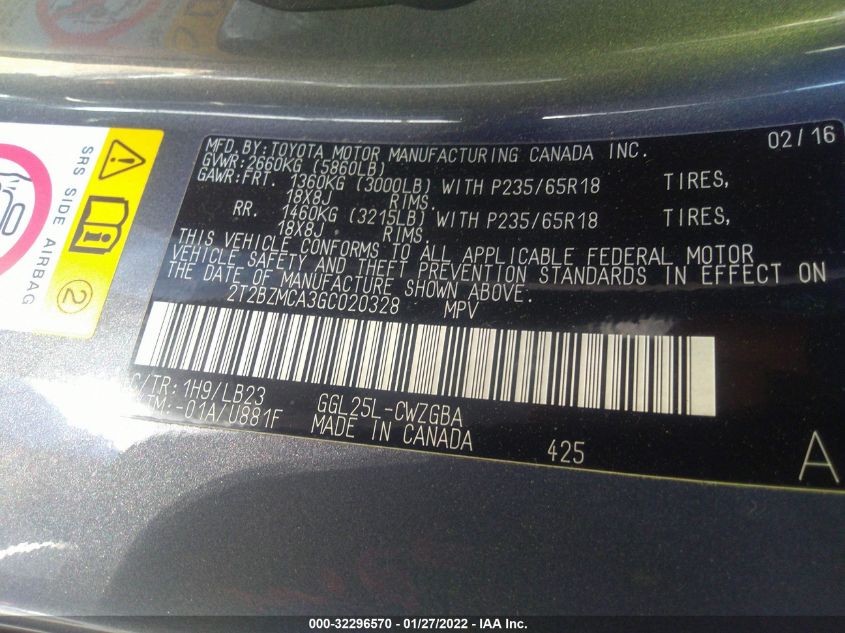 MFD.BY:TOYOTA MOTOR MANUFACTURING CANADA INC. 02/16
GVWR:2660KG (5860LB)
GAWR:FRT. 1360KG (3000LB) WITH P235/65R18 TIRES,
18X8J RIMS.
RR. 1460KG (3215LB) WITH P235/65R18 TIRES,
18X8J RIMS.
THIS VEHICLE CONFORMS TO ALL APPLICABLE FEDERAL MOTOR
VEHICLE SAFETY AND THEFT PREVENTION STANDARDS IN EFFECT ON
THE DATE OF MANUFACTURE SHOWN ABOVE.
2T2BZMCA3GC020328 MPV
C/TR:1H9/LB23 GGL25L-CWZGBA
/TM:-01A/U881F MADE IN CANADA 425 A
SRS SIDE AIRBAG
2
000-32296570 - 01/27/2022 - IAA Inc.